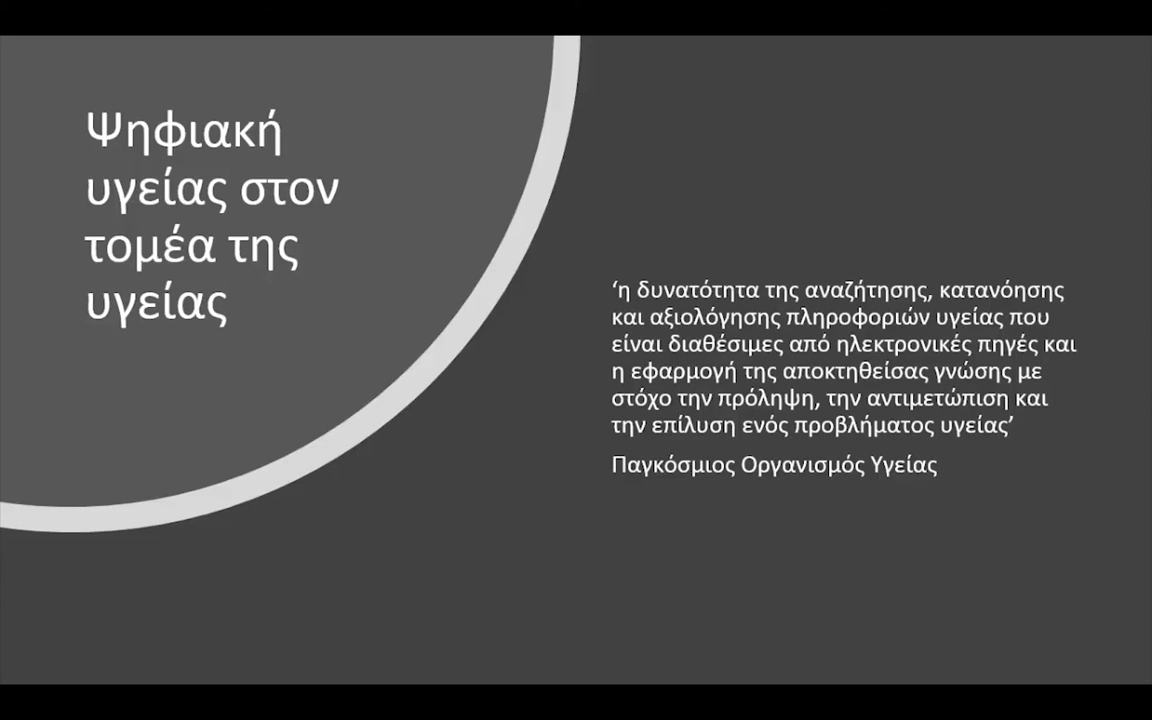 Ψηφιακή
υγείας στον
τομέα της
υγείας
‘η δυνατότητα της αναζήτησης, κατανόησης
και αξιολόγησης πληροφοριών υγείας που
είναι διαθέσιμες από ηλεκτρονικές πηγές και
η εφαρμογή της αποκτηθείσας γνώσης με
στόχο την πρόληψη, την αντιμετώπιση και
την επίλυση ενός προβλήματος υγείας’
Παγκόσμιος Οργανισμός Υγείας